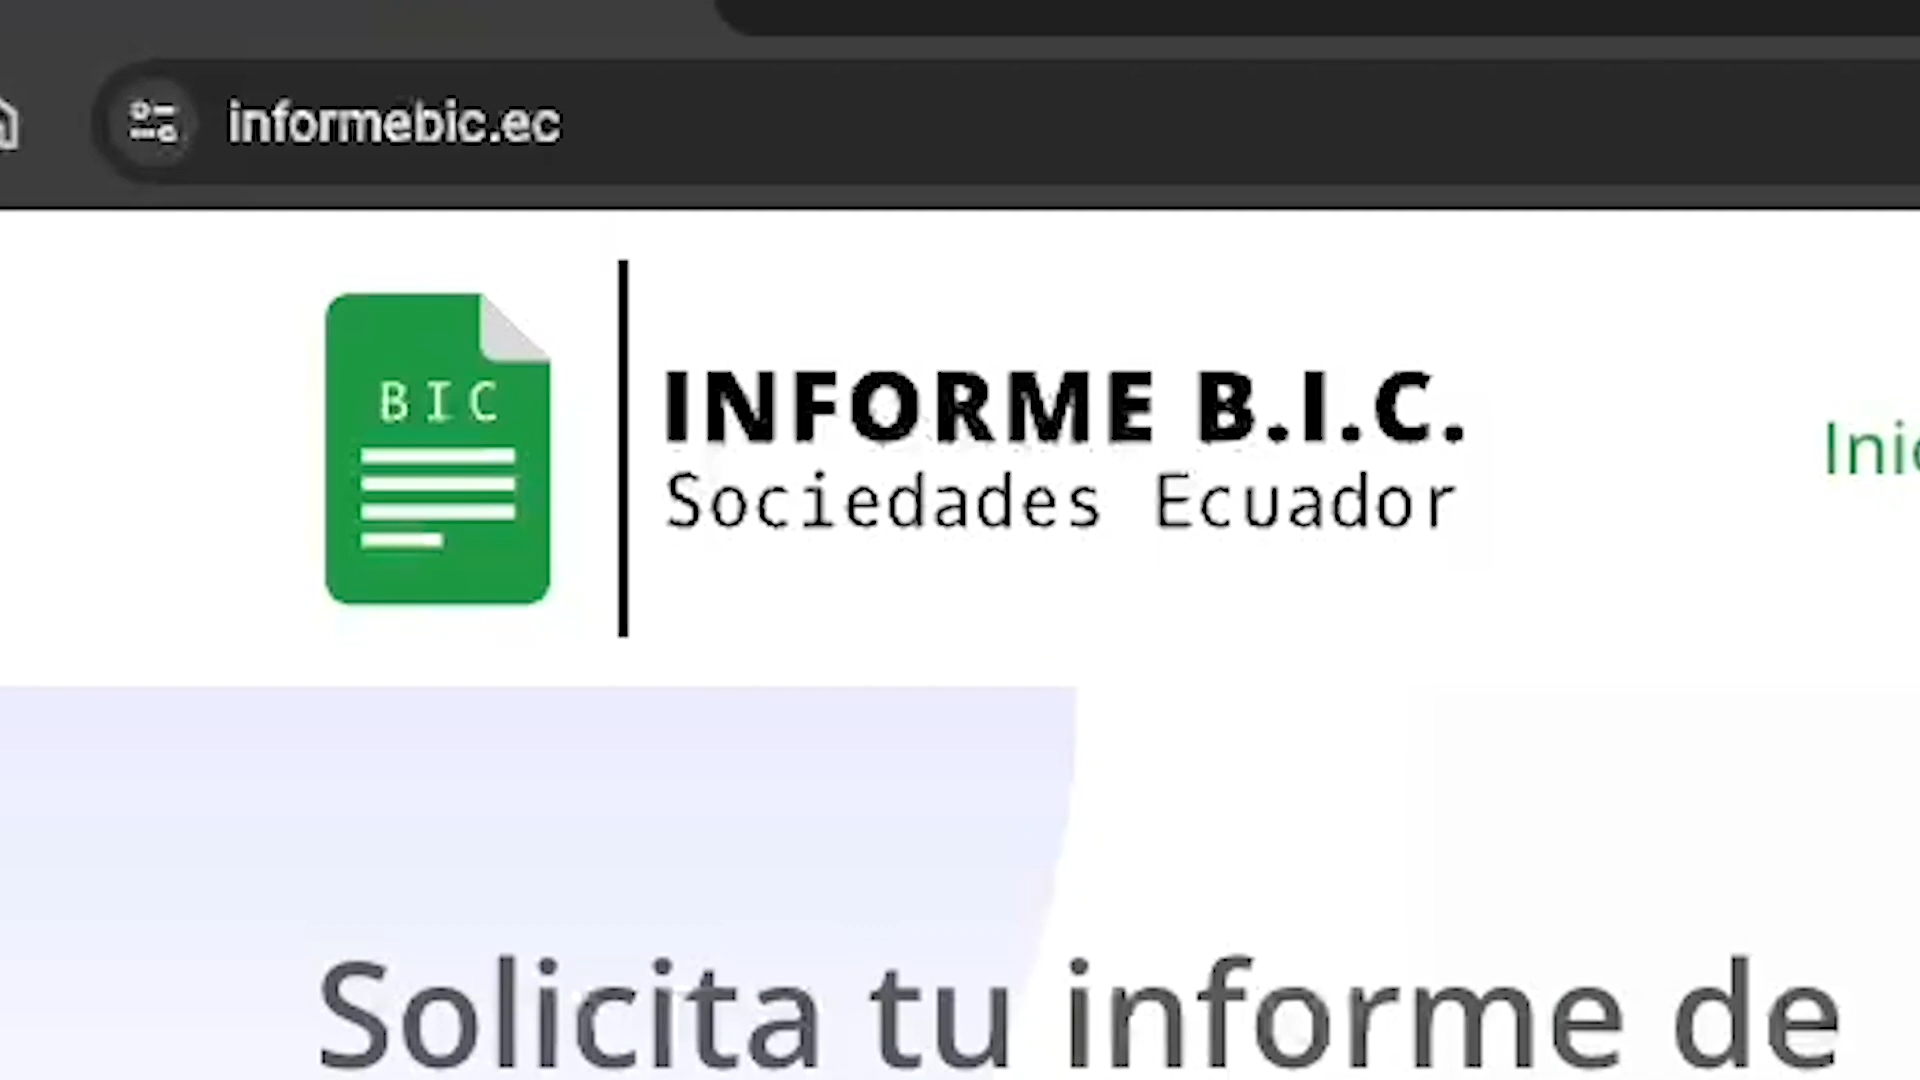 informebic.ec
BIC
INFORME B.I.C.
Sociedades Ecuador
Solicita tu informe de